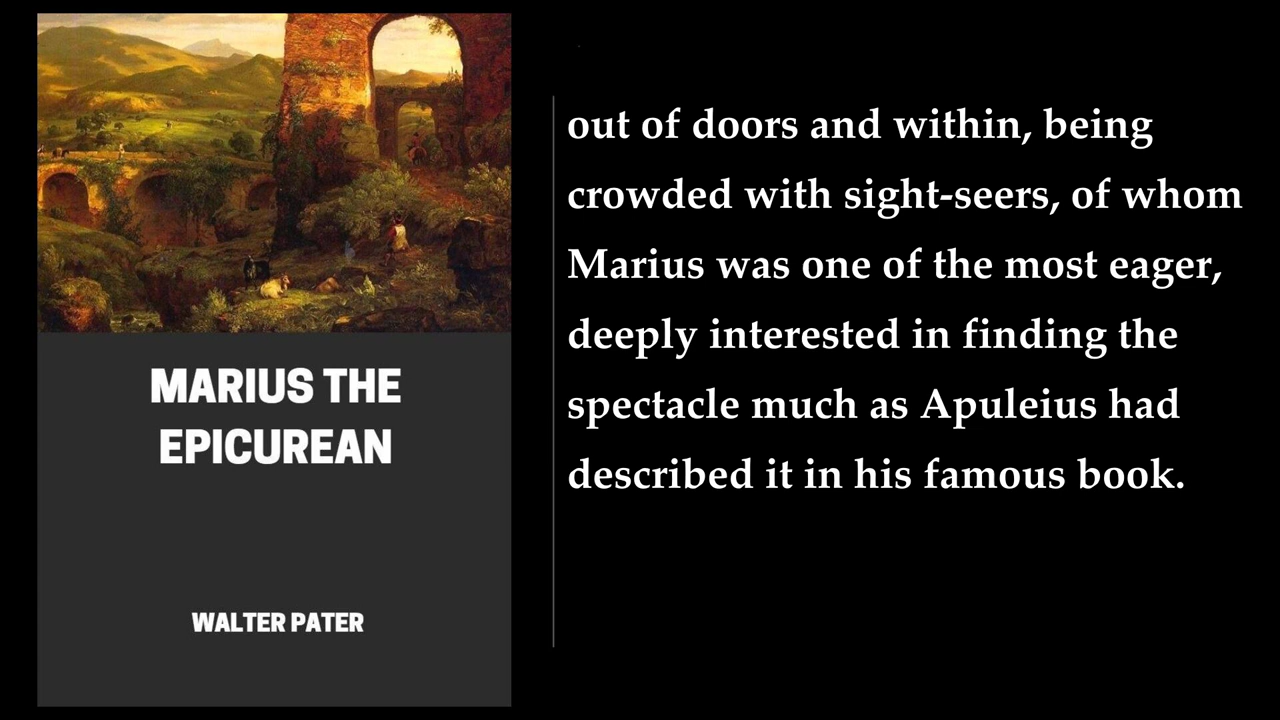 MARIUS THE
EPICUREAN
WALTER PATER
out of doors and within, being
crowded with sight-seers, of whom
Marius was one of the most eager,
deeply interested in finding the
spectacle much as Apuleius had
described it in his famous book.